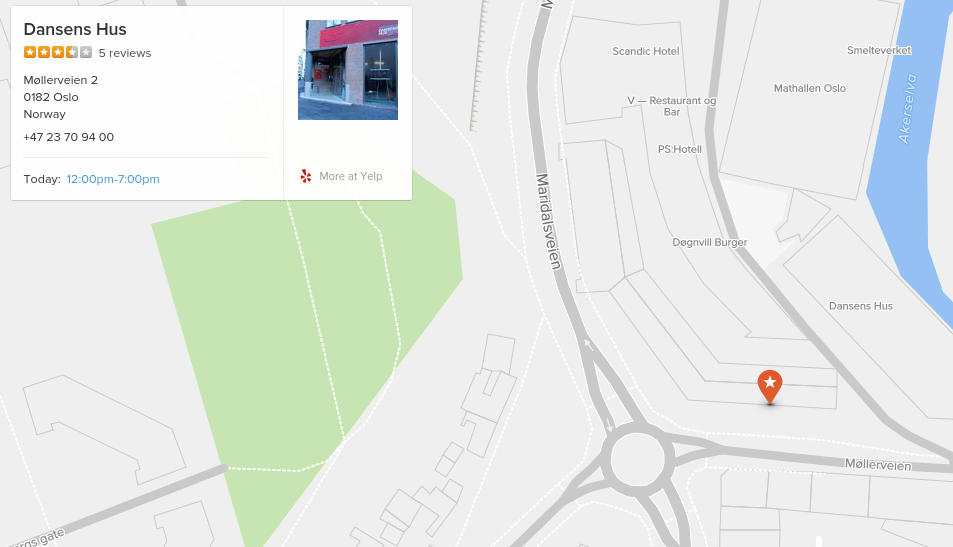 Dansens Hus
5 reviews
Møllerveien 2
0182 Oslo
Norway
+47 23 70 94 00
Today: 12:00pm-7:00pm
More at Yelp
Scandic Hotel
Smelteverket
Mathallen Oslo
V — Restaurant og
Bar
PS:Hotell
Akerselva
Maridalsveien
Døgnvill Burger
Dansens Hus
Møllerveien
gate